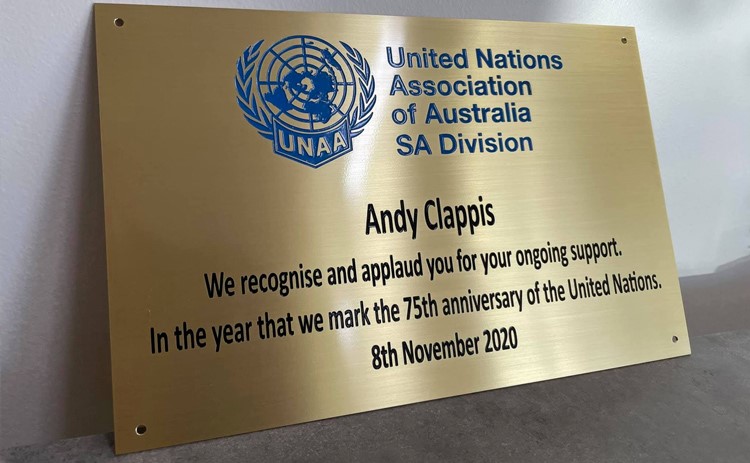 United Nations
Association
of Australia
SA Division
UNAA
Andy Clappis
We recognise and applaud you for your ongoing support.
In the year that we mark the 75th anniversary of the United Nations.
8th November 2020